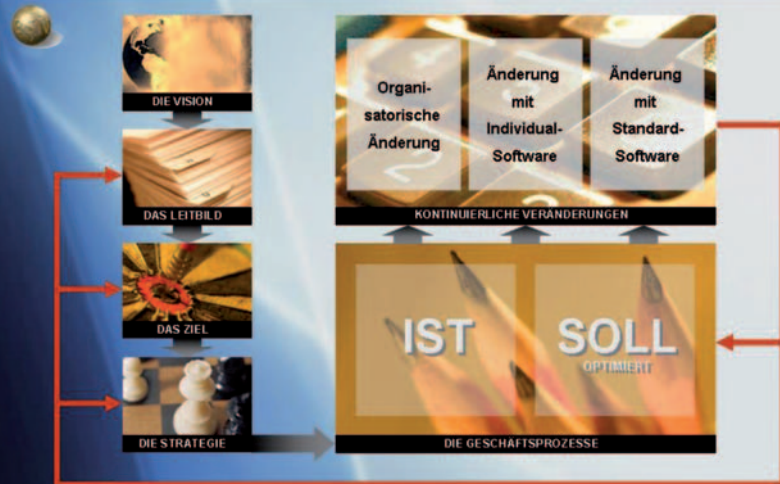 DIE VISION
DAS LEITBILD
DAS ZIEL
DIE STRATEGIE
Organi-
satorische
Änderung
Änderung
mit
Individual-
Software
Änderung
mit
Standard-
Software
KONTINUIERLICHE VERÄNDERUNGEN
IST
SOLL
OPTIMIERT
DIE GESCHÄFTSPROZESSE